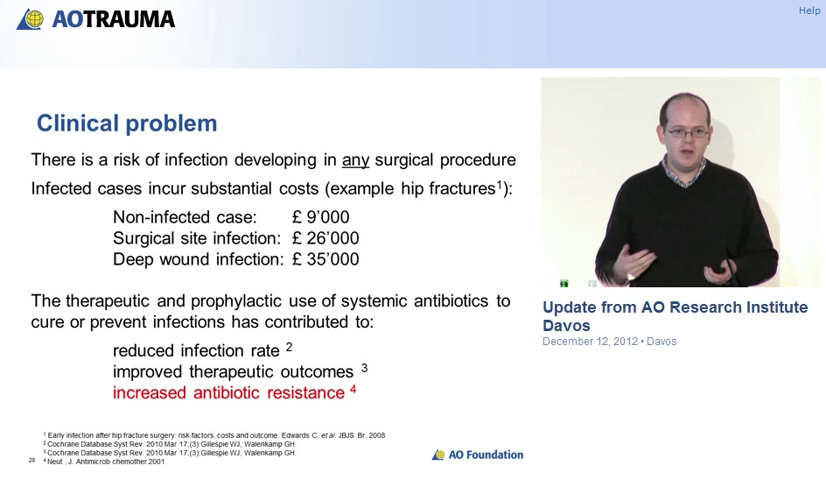 Help
AOTRAUMA
Clinical problem
There is a risk of infection developing in any surgical procedure
Infected cases incur substantial costs (example hip fractures¹):
Non-infected case: £ 9'000
Surgical site infection: £ 26'000
Deep wound infection: £ 35'000
The therapeutic and prophylactic use of systemic antibiotics to
cure or prevent infections has contributed to:
reduced infection rate ²
improved therapeutic outcomes ³
increased antibiotic resistance ⁴
¹ Early infection after hip fracture surgery: risk factors, costs and outcome. Edwards C, et al. JBJS Br. 2008
² Cochrane Database Syst Rev. 2010 Mar 17,(3):Gillespie WJ, Walenkamp GH.
³ Cochrane Database Syst Rev. 2010 Mar 17,(3):Gillespie WJ, Walenkamp GH.
28 ⁴ Neut , J. Antimicrob chemother 2001
AO Foundation
Update from AO Research Institute
Davos
December 12, 2012 • Davos